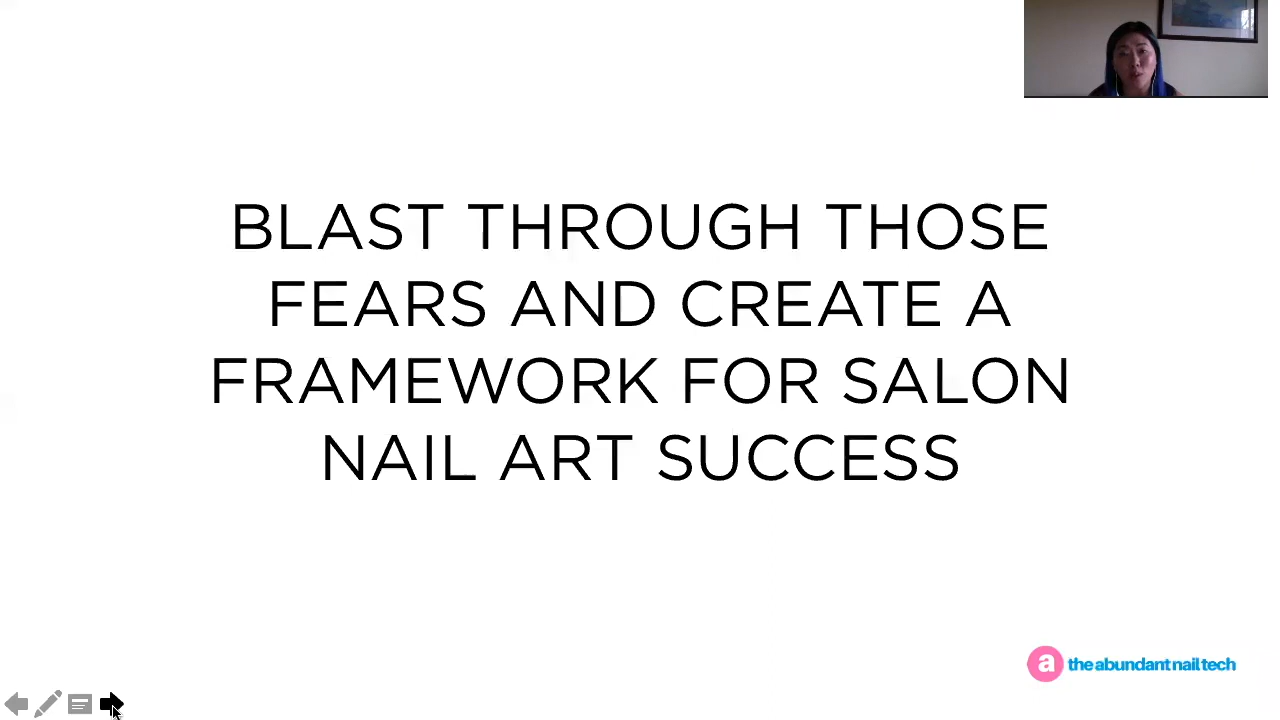 BLAST THROUGH THOSE
FEARS AND CREATE A
FRAMEWORK FOR SALON
NAIL ART SUCCESS
a the abundant nail tech